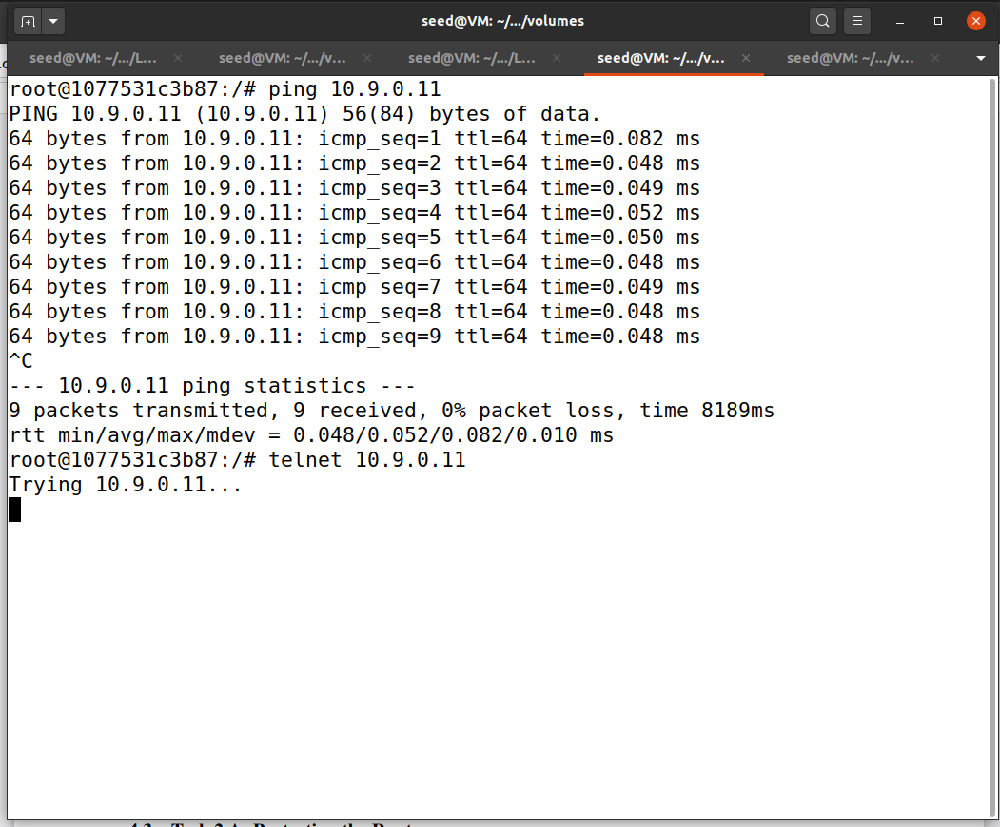 seed@VM: ~/.../volumes
seed@VM: ~/.../L... × seed@VM: ~/.../v... × seed@VM: ~/.../L... × seed@VM: ~/.../v... × seed@VM: ~/.../v... ×
root@1077531c3b87:/# ping 10.9.0.11
PING 10.9.0.11 (10.9.0.11) 56(84) bytes of data.
64 bytes from 10.9.0.11: icmp_seq=1 ttl=64 time=0.082 ms
64 bytes from 10.9.0.11: icmp_seq=2 ttl=64 time=0.048 ms
64 bytes from 10.9.0.11: icmp_seq=3 ttl=64 time=0.049 ms
64 bytes from 10.9.0.11: icmp_seq=4 ttl=64 time=0.052 ms
64 bytes from 10.9.0.11: icmp_seq=5 ttl=64 time=0.050 ms
64 bytes from 10.9.0.11: icmp_seq=6 ttl=64 time=0.048 ms
64 bytes from 10.9.0.11: icmp_seq=7 ttl=64 time=0.049 ms
64 bytes from 10.9.0.11: icmp_seq=8 ttl=64 time=0.048 ms
64 bytes from 10.9.0.11: icmp_seq=9 ttl=64 time=0.048 ms
^C
--- 10.9.0.11 ping statistics ---
9 packets transmitted, 9 received, 0% packet loss, time 8189ms
rtt min/avg/max/mdev = 0.048/0.052/0.082/0.010 ms
root@1077531c3b87:/# telnet 10.9.0.11
Trying 10.9.0.11...